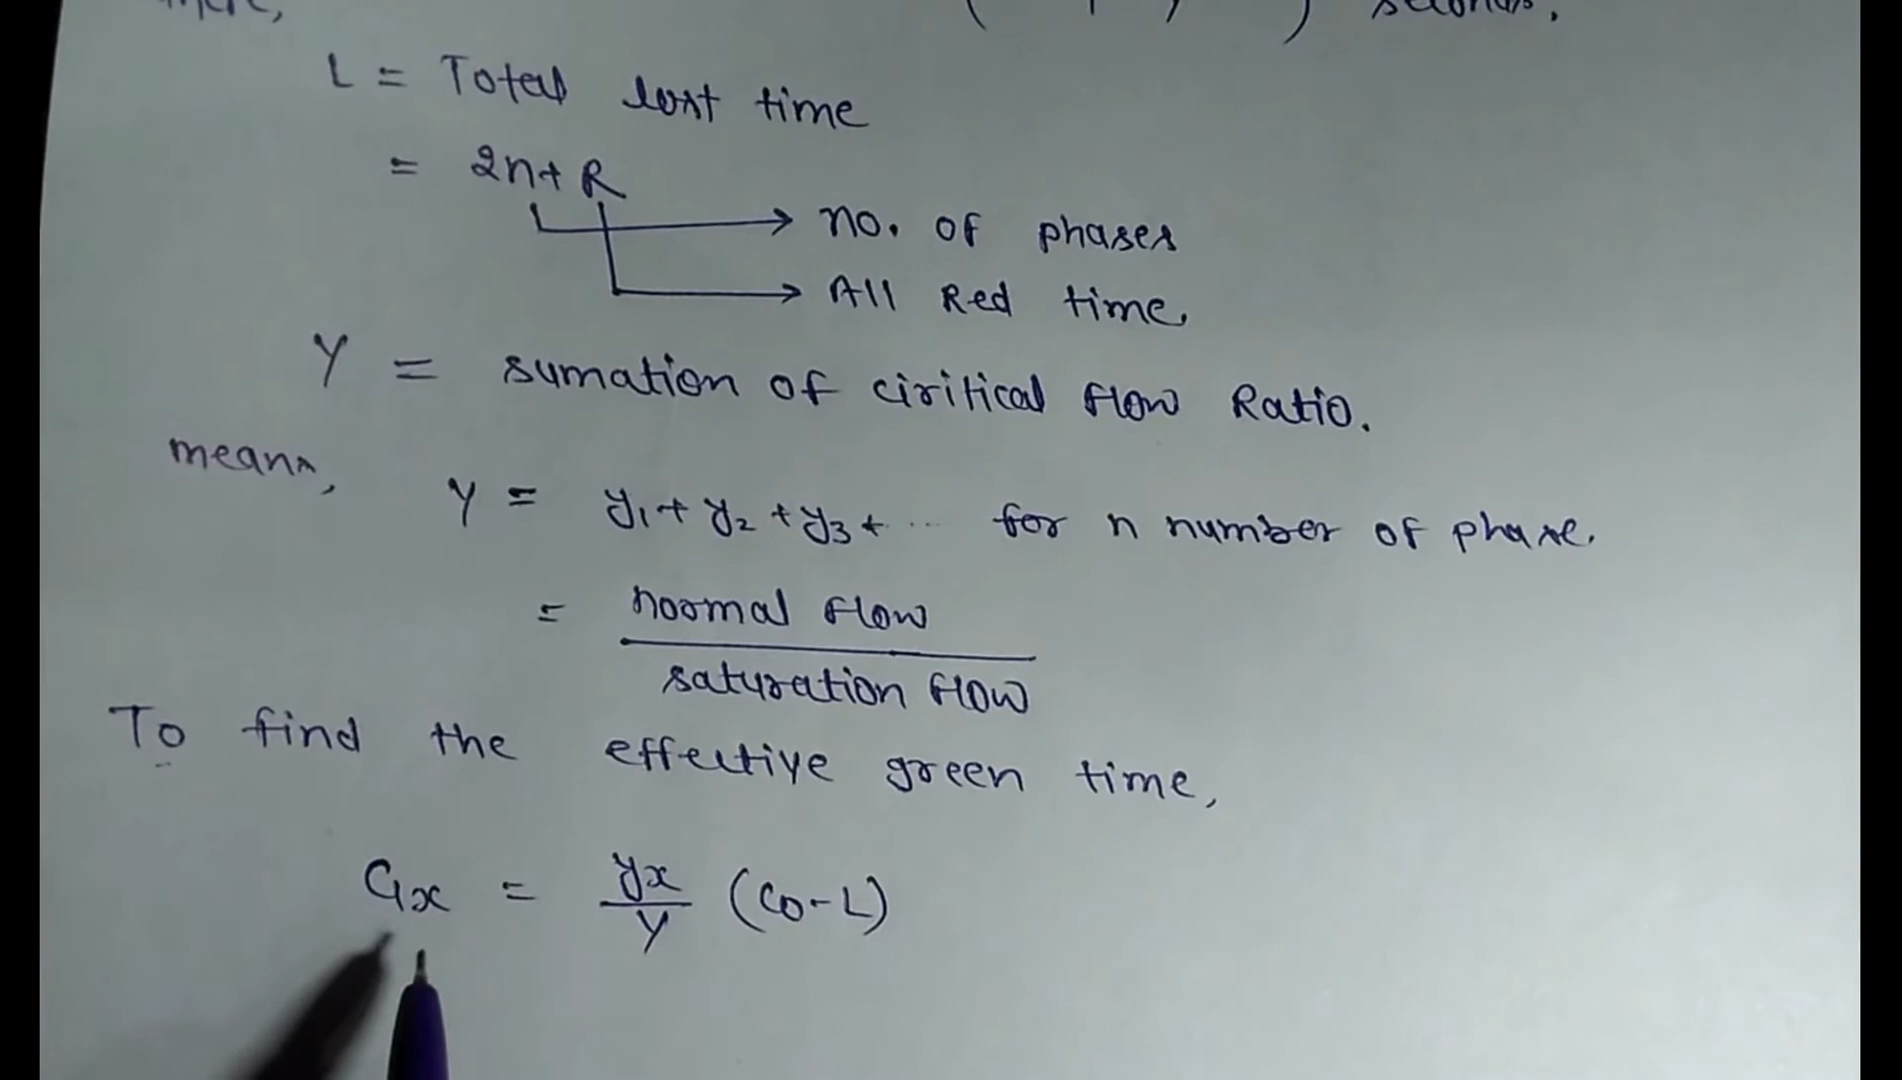 L = Total lost time
= 2n + R
→ no. of phases
→ All Red time.
Y = sumation of ciritical flow Ratio.
means, Y = y1 + y2 + y3 + ... for n number of phase.
= normal flow
saturation flow
To find the effective green time,
Gx = yx/Y (Co-L)